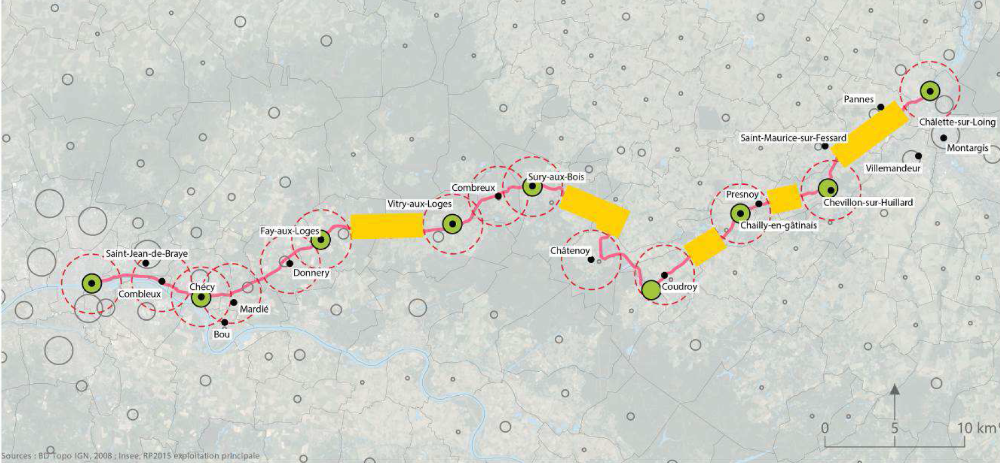 Pannes
Châlette-sur-Loing
Saint-Maurice-sur-Fessard
Montargis
Villemandeur
Sury-aux-Bois
Combreux
Presnoy
Vitry-aux-Loges
Chevillon-sur-Huillard
Chailly-en-gâtinais
Fay-aux-Loges
Châtenoy
Saint-Jean-de-Braye
Donnery
Chécy
Coudroy
Combleux
Mardié
Bou
0 5 10 km
Sources : BD Topo IGN, 2008 ; Insee, RP2015 exploitation principale